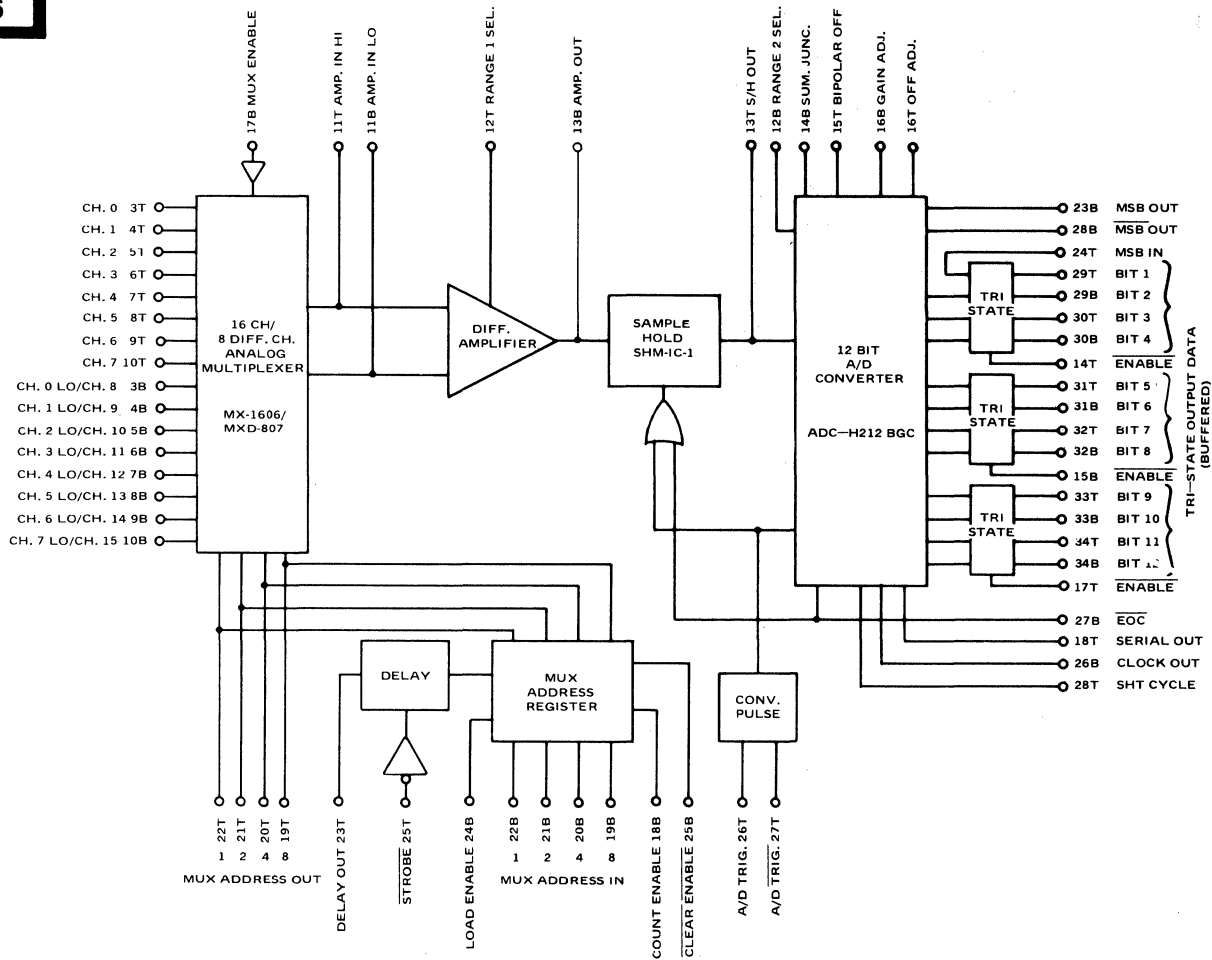 17B MUX ENABLE
11T AMP. IN HI
11B AMP. IN LO
12T RANGE 1 SEL.
13B AMP. OUT
13T S/H OUT
12B RANGE 2 SEL.
14B SUM. JUNC.
15T BIPOLAR OFF
16B GAIN ADJ.
16T OFF ADJ.
CH. 0 3T
CH. 1 4T
CH. 2 5T
CH. 3 6T
CH. 4 7T
CH. 5 8T
CH. 6 9T
CH. 7 10T
CH. 0 LO/CH. 8 3B
CH. 1 LO/CH. 9 4B
CH. 2 LO/CH. 10 5B
CH. 3 LO/CH. 11 6B
CH. 4 LO/CH. 12 7B
CH. 5 LO/CH. 13 8B
CH. 6 LO/CH. 14 9B
CH. 7 LO/CH. 15 10B
16 CH/
8 DIFF. CH.
ANALOG
MULTIPLEXER
MX-1606/
MXD-807
DIFF.
AMPLIFIER
SAMPLE
HOLD
SHM-IC-1
12 BIT
A/D
CONVERTER
ADC-H212 BGC
TRI
STATE
TRI
STATE
TRI
STATE
23B MSB OUT
28B MSB OUT
24T MSB IN
29T BIT 1
29B BIT 2
30T BIT 3
30B BIT 4
14T ENABLE
31T BIT 5
31B BIT 6
32T BIT 7
32B BIT 8
15B ENABLE
33T BIT 9
33B BIT 10
34T BIT 11
34B BIT
17T ENABLE
27B EOC
18T SERIAL OUT
26B CLOCK OUT
28T SHT CYCLE
TRI-STATE OUTPUT DATA
(BUFFERED)
DELAY
MUX
ADDRESS
REGISTER
CONV.
PULSE
22T 21T 20T 19T
1 2 4 8
MUX ADDRESS OUT
DELAY OUT 23T
STROBE 25T
LOAD ENABLE 24B
22B 21B 20B 19B
1 2 4 8
MUX ADDRESS IN
COUNT ENABLE 18B
CLEAR ENABLE 25B
A/D TRIG. 26T
A/D TRIG. 27T